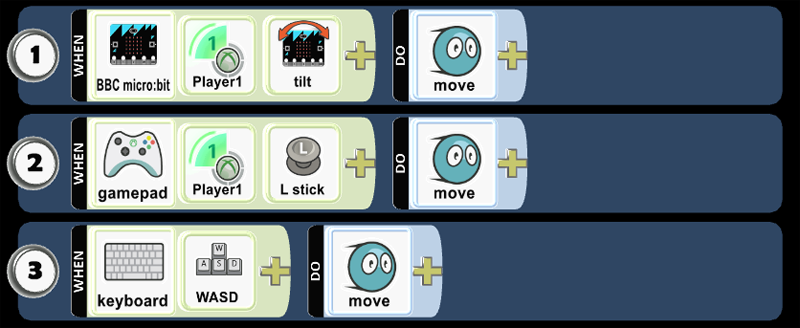 1 WHEN BBC micro:bit 1 Player1 tilt DO move
2 WHEN gamepad 1 Player1 L L stick DO move
3 WHEN keyboard W A S D WASD DO move